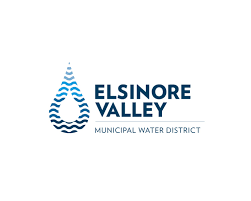 ELSINORE
VALLEY
MUNICIPAL WATER DISTRICT